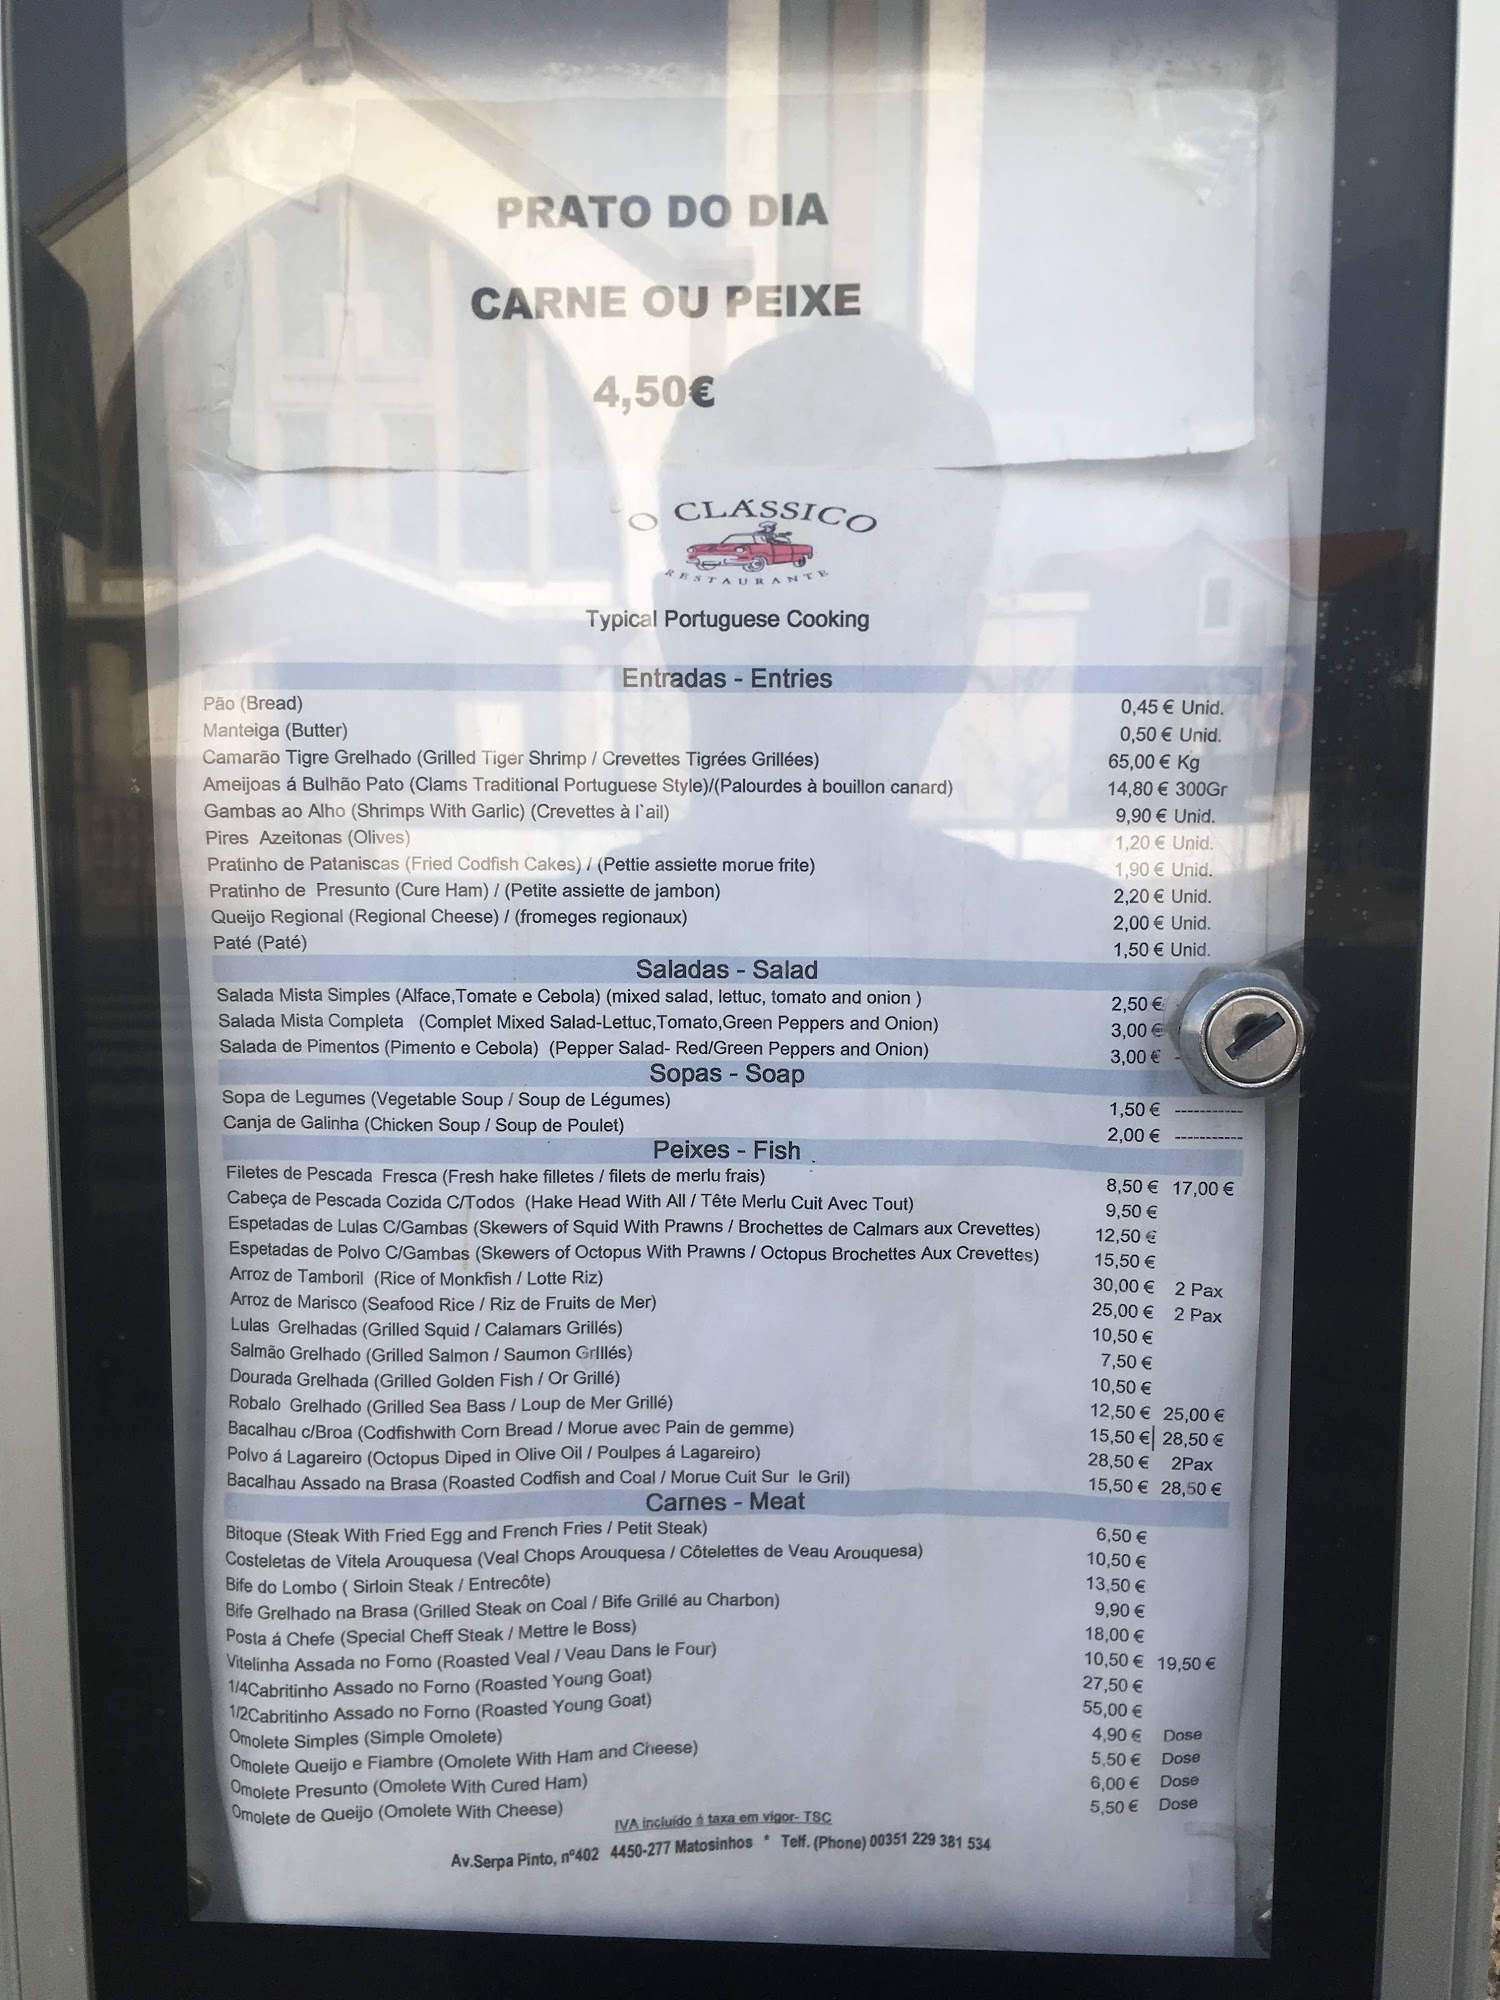 PRATO DO DIA
CARNE OU PEIXE
4,50€
O CLÁSSICO
RESTAURANTE
Typical Portuguese Cooking
Entradas - Entries
Pão (Bread) 0,45 € Unid.
Manteiga (Butter) 0,50 € Unid.
Camarão Tigre Grelhado (Grilled Tiger Shrimp / Crevettes Tigrées Grillées) 65,00 € Kg
Ameijoas á Bulhão Pato (Clams Traditional Portuguese Style)/(Palourdes à bouillon canard) 14,80 € 300Gr
Gambas ao Alho (Shrimps With Garlic) (Crevettes à l`ail) 9,90 € Unid.
Pires Azeitonas (Olives) 1,20 € Unid.
Pratinho de Pataniscas (Fried Codfish Cakes) / (Pettie assiette morue frite) 1,90 € Unid.
Pratinho de Presunto (Cure Ham) / (Petite assiette de jambon) 2,20 € Unid.
Queijo Regional (Regional Cheese) / (fromeges regionaux) 2,00 € Unid.
Paté (Paté) 1,50 € Unid.
Saladas - Salad
Salada Mista Simples (Alface,Tomate e Cebola) (mixed salad, lettuc, tomato and onion ) 2,50 €
Salada Mista Completa (Complet Mixed Salad-Lettuc,Tomato,Green Peppers and Onion) 3,00 €
Salada de Pimentos (Pimento e Cebola) (Pepper Salad- Red/Green Peppers and Onion) 3,00 €
Sopas - Soap
Sopa de Legumes (Vegetable Soup / Soup de Légumes) 1,50 € -----------
Canja de Galinha (Chicken Soup / Soup de Poulet) 2,00 € -----------
Peixes - Fish
Filetes de Pescada Fresca (Fresh hake filletes / filets de merlu frais) 8,50 € 17,00 €
Cabeça de Pescada Cozida C/Todos (Hake Head With All / Tête Merlu Cuit Avec Tout) 9,50 €
Espetadas de Lulas C/Gambas (Skewers of Squid With Prawns / Brochettes de Calmars aux Crevettes) 12,50 €
Espetadas de Polvo C/Gambas (Skewers of Octopus With Prawns / Octopus Brochettes Aux Crevettes) 15,50 €
Arroz de Tamboril (Rice of Monkfish / Lotte Riz) 30,00 € 2 Pax
Arroz de Marisco (Seafood Rice / Riz de Fruits de Mer) 25,00 € 2 Pax
Lulas Grelhadas (Grilled Squid / Calamars Grillés) 10,50 €
Salmão Grelhado (Grilled Salmon / Saumon Grlllés) 7,50 €
Dourada Grelhada (Grilled Golden Fish / Or Grillé) 10,50 €
Robalo Grelhado (Grilled Sea Bass / Loup de Mer Grillé) 12,50 € 25,00 €
Bacalhau c/Broa (Codfishwith Corn Bread / Morue avec Pain de gemme) 15,50 € 28,50 €
Polvo á Lagareiro (Octopus Diped in Olive Oil / Poulpes á Lagareiro) 28,50 € 2Pax
Bacalhau Assado na Brasa (Roasted Codfish and Coal / Morue Cuit Sur le Gril) 15,50 € 28,50 €
Carnes - Meat
Bitoque (Steak With Fried Egg and French Fries / Petit Steak) 6,50 €
Costeletas de Vitela Arouquesa (Veal Chops Arouquesa / Côtelettes de Veau Arouquesa) 10,50 €
Bife do Lombo ( Sirloin Steak / Entrecôte) 13,50 €
Bife Grelhado na Brasa (Grilled Steak on Coal / Bife Grillé au Charbon) 9,90 €
Posta á Chefe (Special Cheff Steak / Mettre le Boss) 18,00 €
Vitelinha Assada no Forno (Roasted Veal / Veau Dans le Four) 10,50 € 19,50 €
1/4Cabritinho Assado no Forno (Roasted Young Goat) 27,50 €
1/2Cabritinho Assado no Forno (Roasted Young Goat) 55,00 €
Omolete Simples (Simple Omolete) 4,90 € Dose
Omolete Queijo e Fiambre (Omolete With Ham and Cheese) 5,50 € Dose
Omolete Presunto (Omolete With Cured Ham) 6,00 € Dose
Omolete de Queijo (Omolete With Cheese) 5,50 € Dose
IVA incluído á taxa em vigor- TSC
Av.Serpa Pinto, nº402 4450-277 Matosinhos * Telf. (Phone) 00351 229 381 534